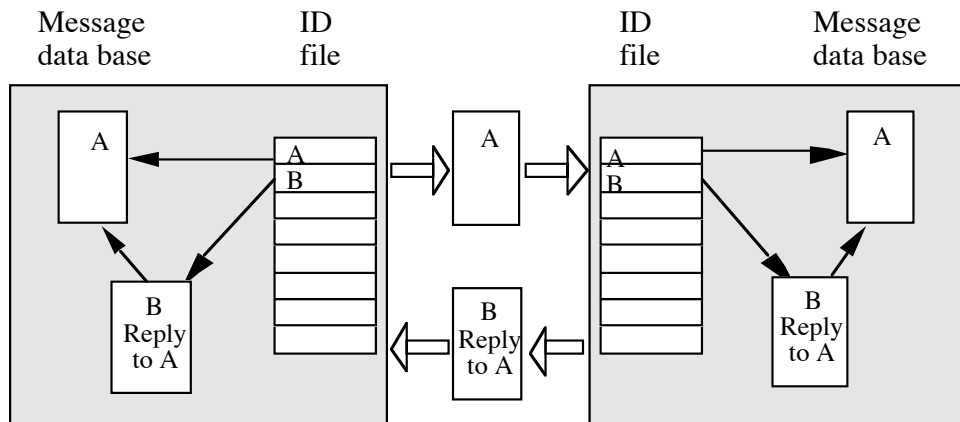 Message
data base
ID
file
ID
file
Message
data base
A
A
B
A
A
B
A
B
Reply
to A
B
Reply
to A
B
Reply
to A